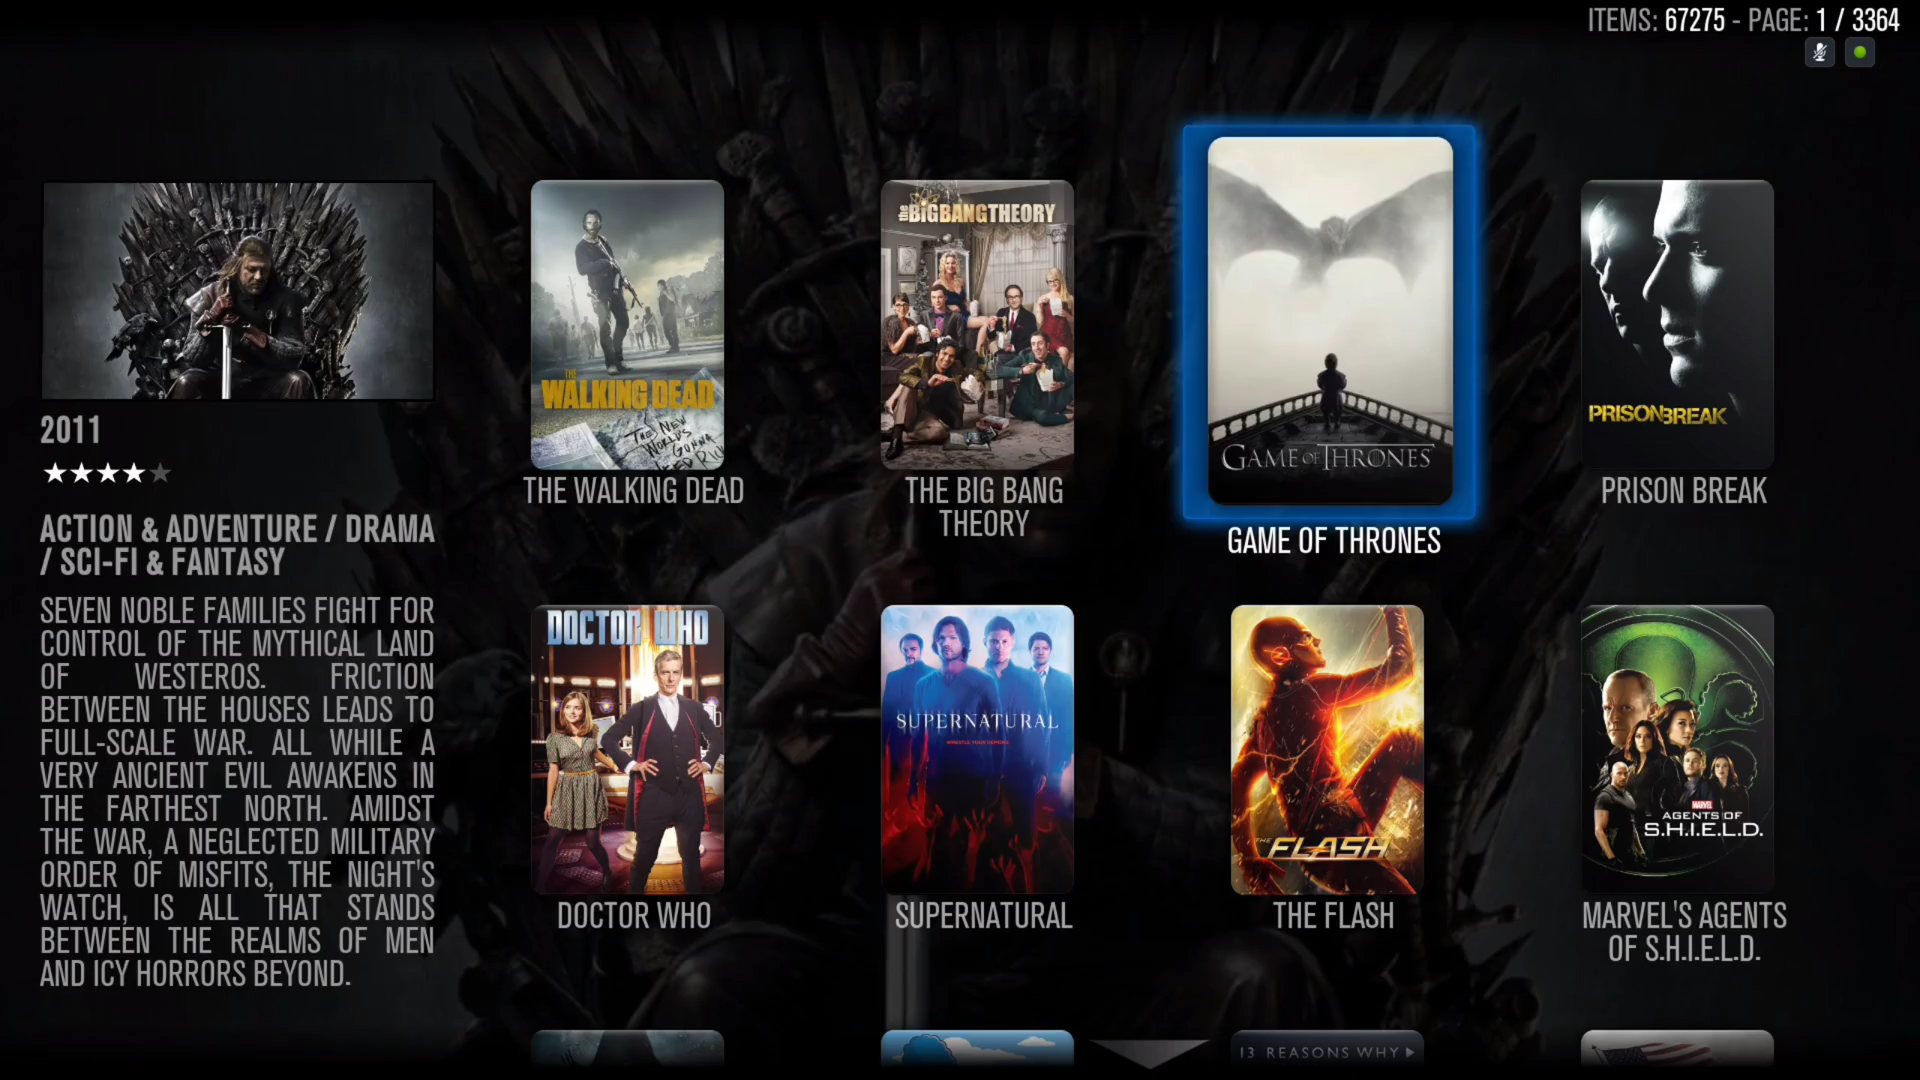 ITEMS: 67275 - PAGE: 1 / 3364
2011
ACTION & ADVENTURE / DRAMA
/ SCI-FI & FANTASY
SEVEN NOBLE FAMILIES FIGHT FOR
CONTROL OF THE MYTHICAL LAND
OF WESTEROS. FRICTION
BETWEEN THE HOUSES LEADS TO
FULL-SCALE WAR. ALL WHILE A
VERY ANCIENT EVIL AWAKENS IN
THE FARTHEST NORTH. AMIDST
THE WAR, A NEGLECTED MILITARY
ORDER OF MISFITS, THE NIGHT'S
WATCH, IS ALL THAT STANDS
BETWEEN THE REALMS OF MEN
AND ICY HORRORS BEYOND.
THE
WALKING DEAD
THE NEW
WORLD'S
GONNA
THE WALKING DEAD
the BIG BANG THEORY
THE BIG BANG
THEORY
GAME OF THRONES
GAME OF THRONES
PRISON BREAK
PRISON BREAK
DOCTOR WHO
DOCTOR WHO
SUPERNATURAL
SUPERNATURAL
THE FLASH
THE FLASH
MARVEL
AGENTS OF
S.H.I.E.L.D.
MARVEL'S AGENTS
OF S.H.I.E.L.D.
13 REASONS WHY